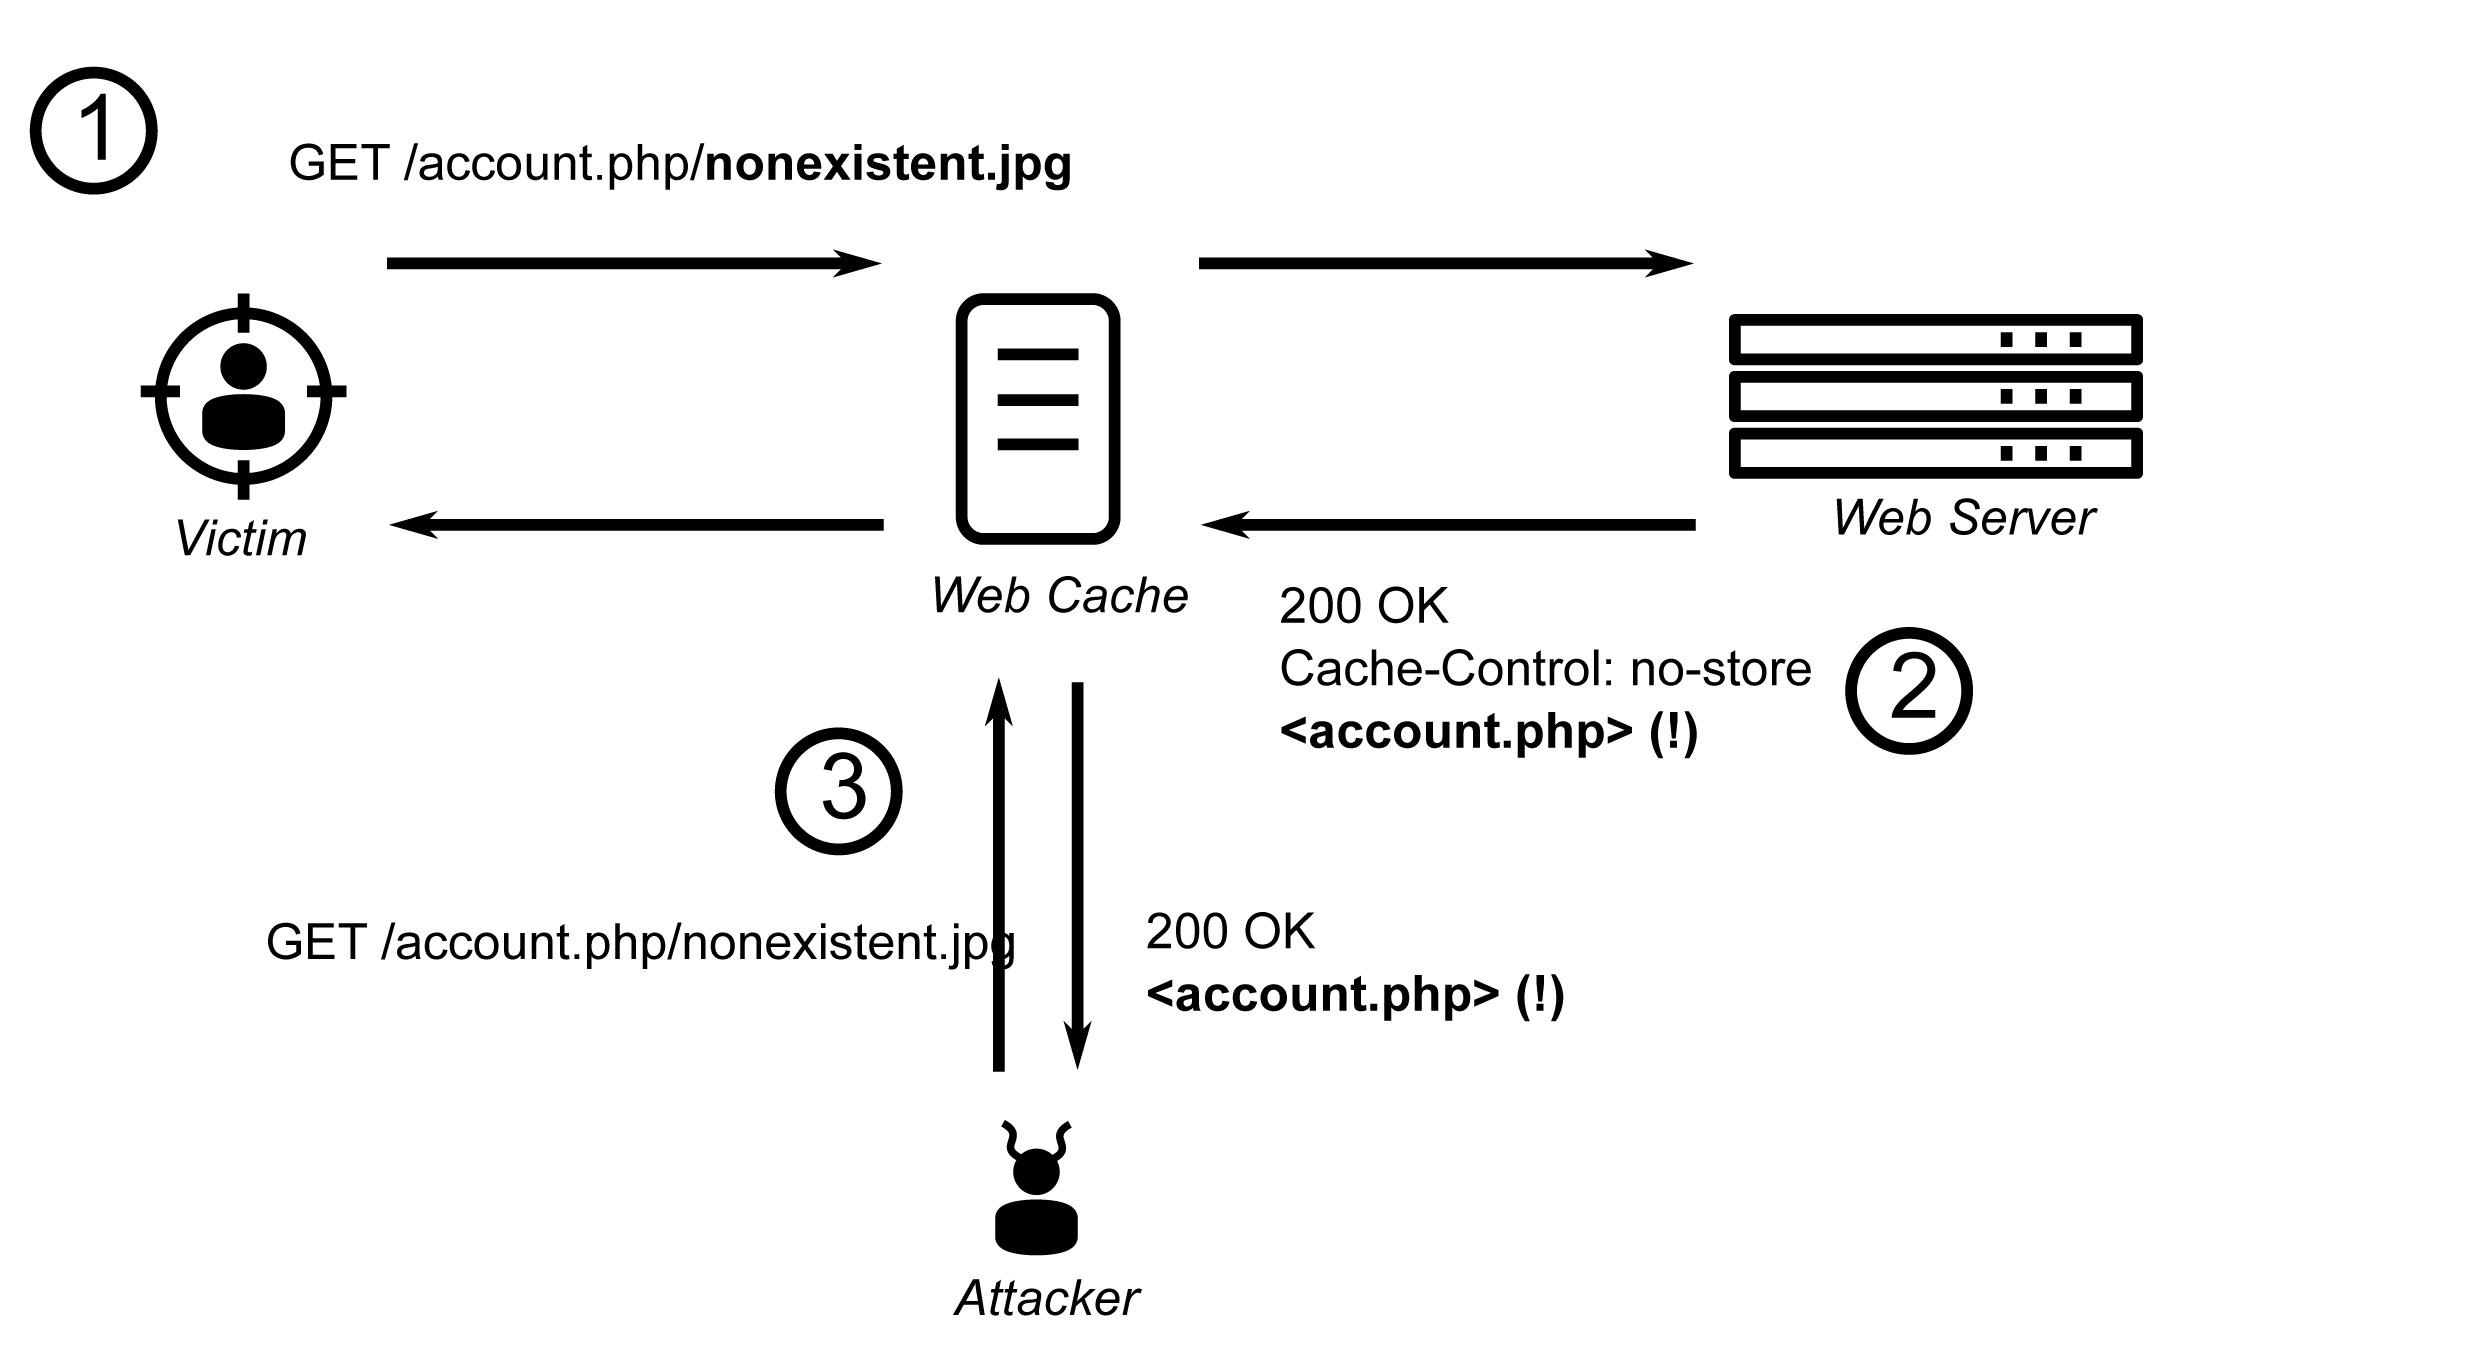 1
GET /account.php/nonexistent.jpg
Victim
Web Cache
Web Server
200 OK
Cache-Control: no-store
<account.php> (!)
2
3
GET /account.php/nonexistent.jpg
200 OK
<account.php> (!)
Attacker